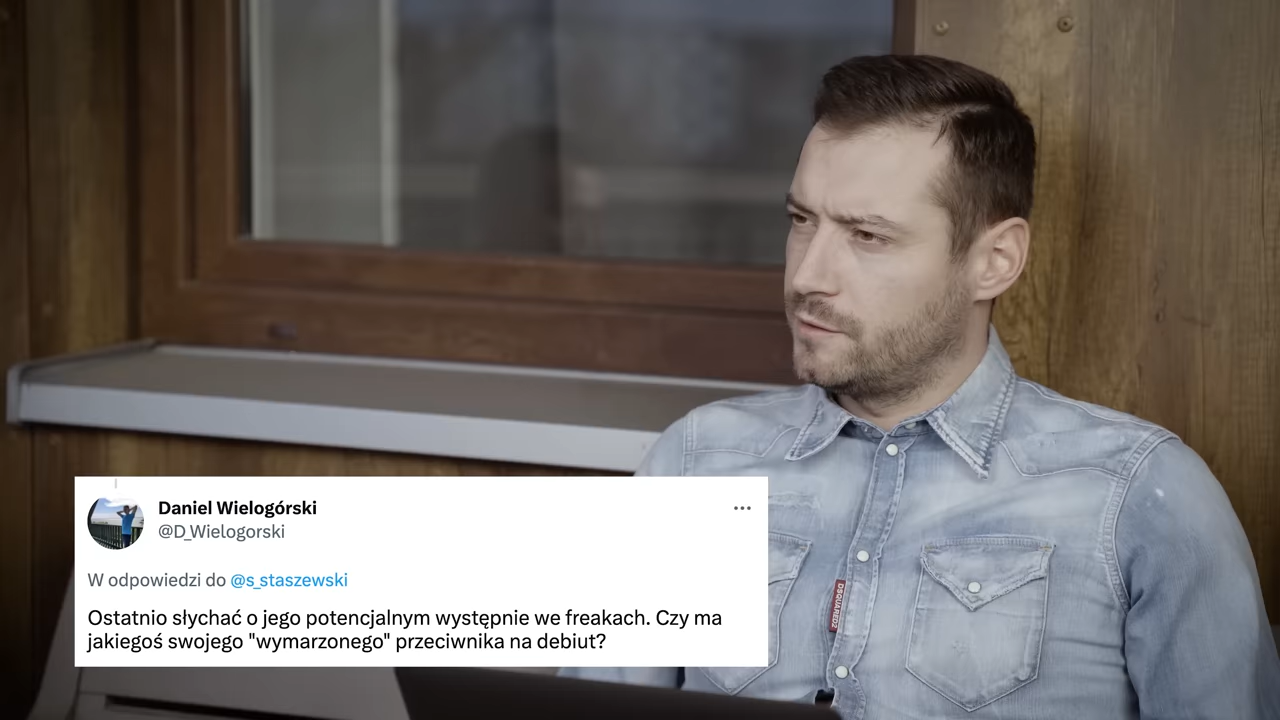 Daniel Wielogórski
@D_Wielogorski
W odpowiedzi do @s_staszewski
Ostatnio słychać o jego potencjalnym występnie we freakach. Czy ma
jakiegoś swojego "wymarzonego" przeciwnika na debiut?
DSQUARED2